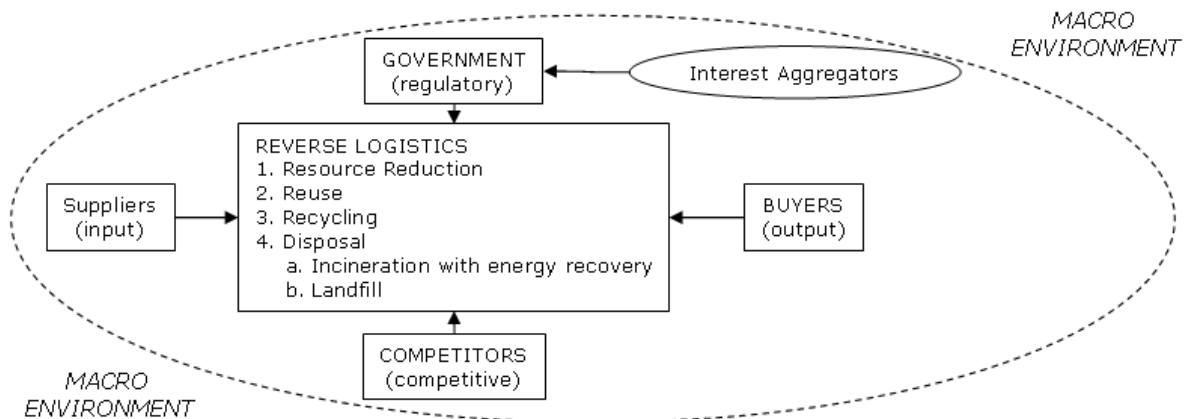 MACRO
ENVIRONMENT
GOVERNMENT
(regulatory)
Interest Aggregators
REVERSE LOGISTICS
1. Resource Reduction
2. Reuse
3. Recycling
4. Disposal
a. Incineration with energy recovery
b. Landfill
Suppliers
(input)
BUYERS
(output)
COMPETITORS
(competitive)
MACRO
ENVIRONMENT